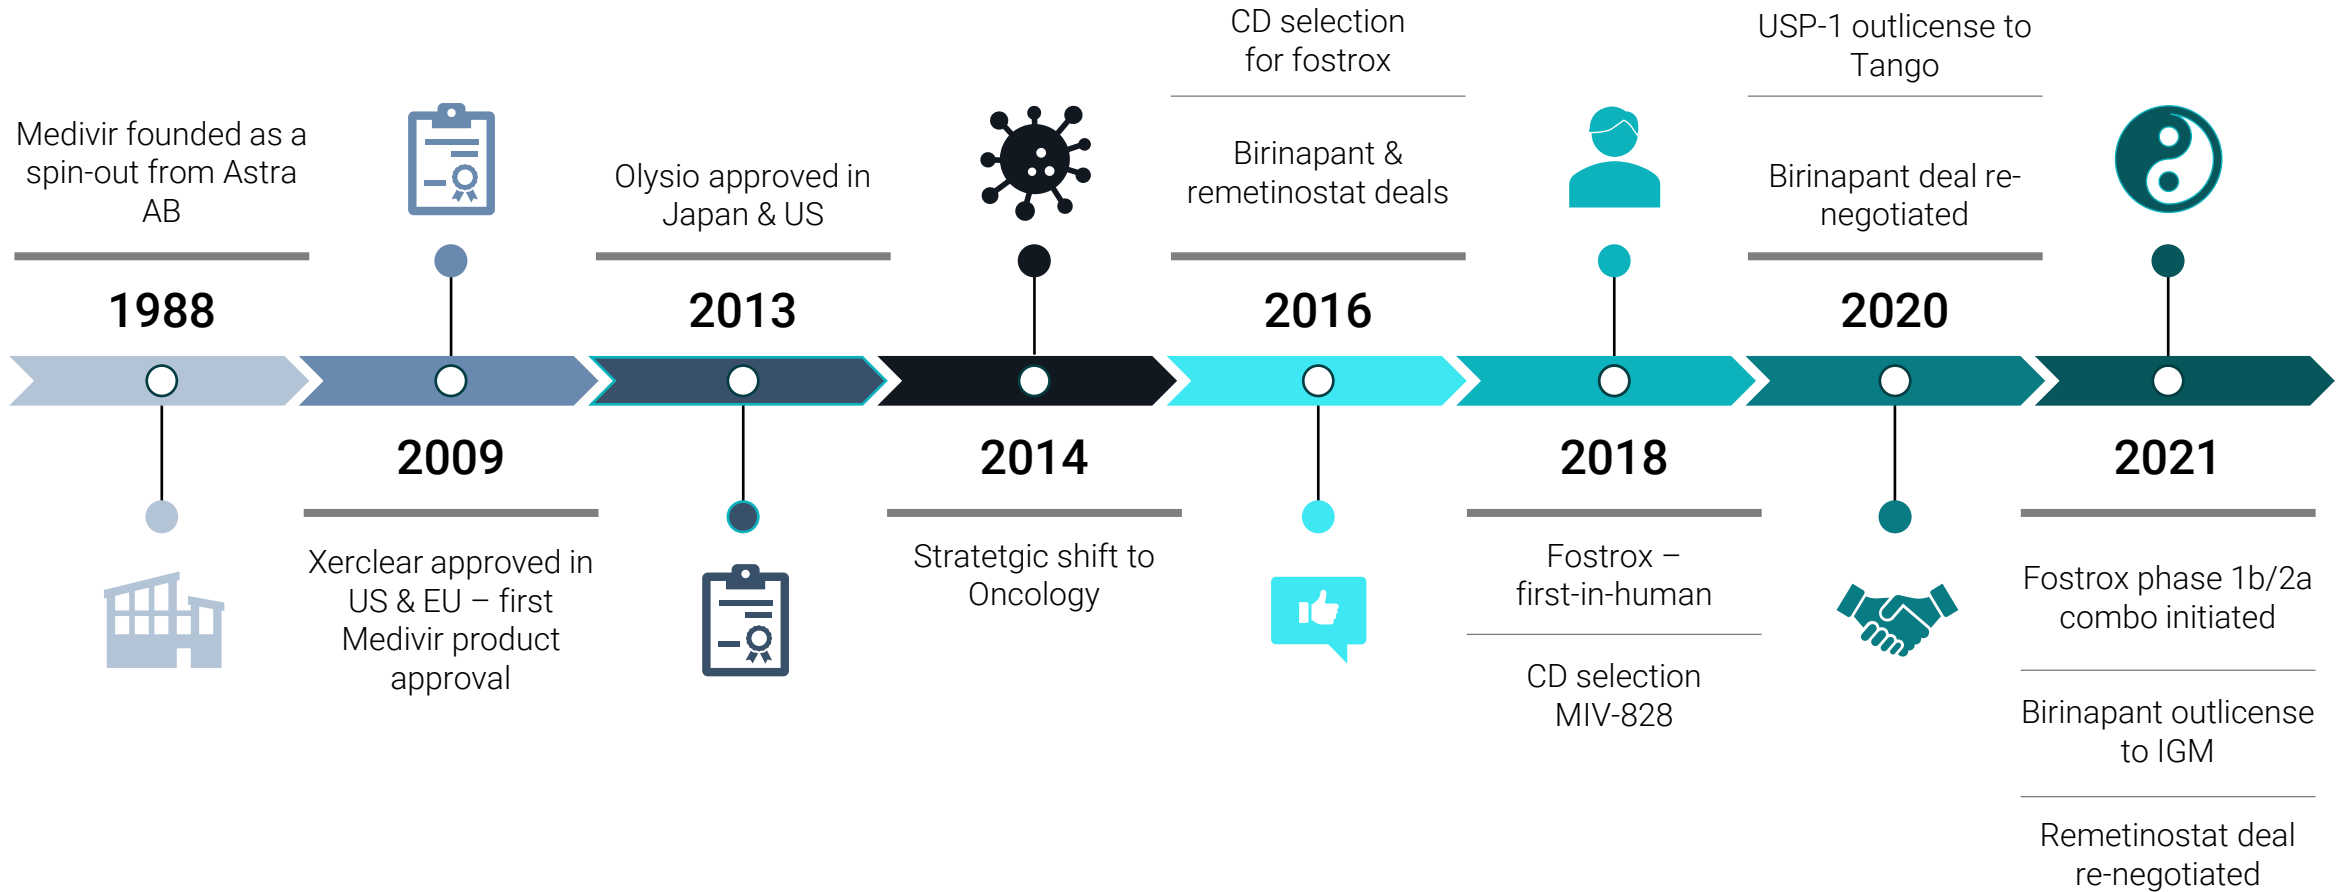 Medivir founded as a
spin-out from Astra
AB
1988
2009
Xerclear approved in
US & EU – first
Medivir product
approval
Olysio approved in
Japan & US
2013
2014
Stratetgic shift to
Oncology
CD selection
for fostrox
Birinapant &
remetinostat deals
2016
2018
Fostrox –
first-in-human
CD selection
MIV-828
USP-1 outlicense to
Tango
Birinapant deal re-
negotiated
2020
2021
Fostrox phase 1b/2a
combo initiated
Birinapant outlicense
to IGM
Remetinostat deal
re-negotiated